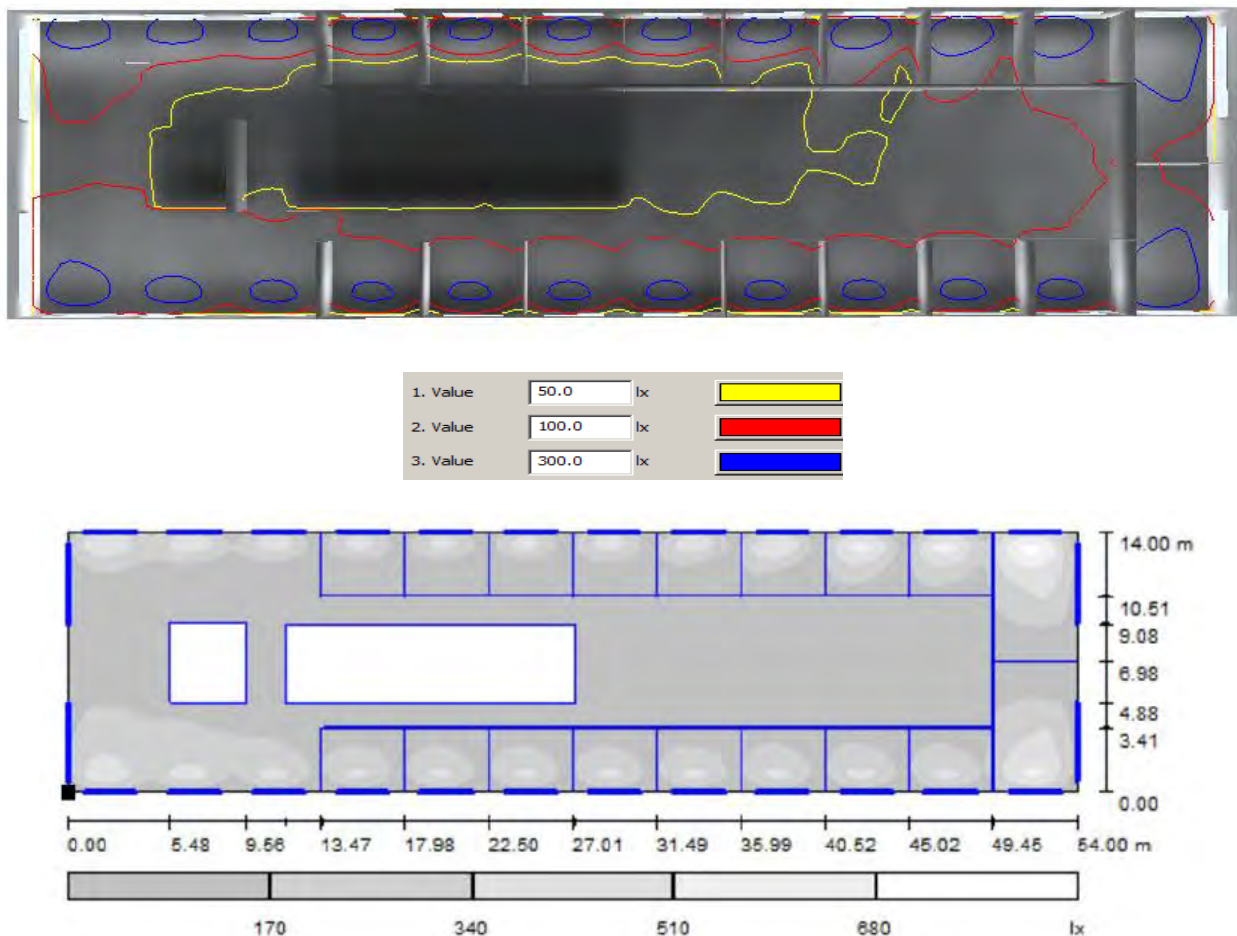 1. Value 50.0 lx
2. Value 100.0 lx
3. Value 300.0 lx
14.00 m
10.51
9.08
6.98
4.88
3.41
0.00
0.00 5.48 9.56 13.47 17.98 22.50 27.01 31.49 35.99 40.52 45.02 49.45 54.00 m
170 340 510 680 lx